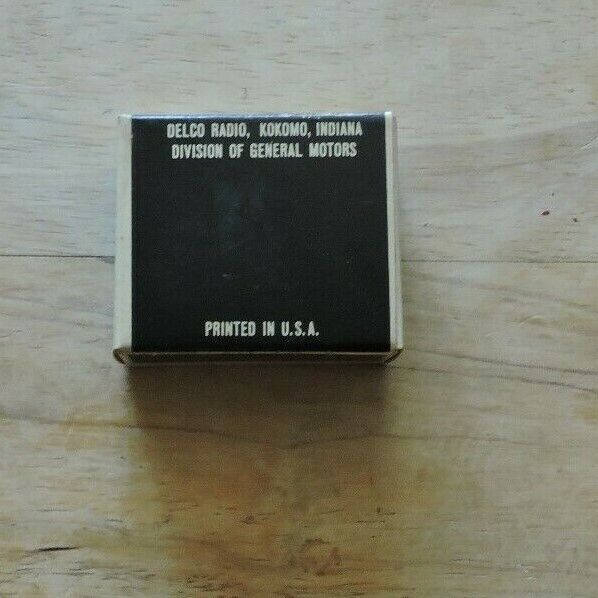 DELCO RADIO, KOKOMO, INDIANA
DIVISION OF GENERAL MOTORS
PRINTED IN U.S.A.